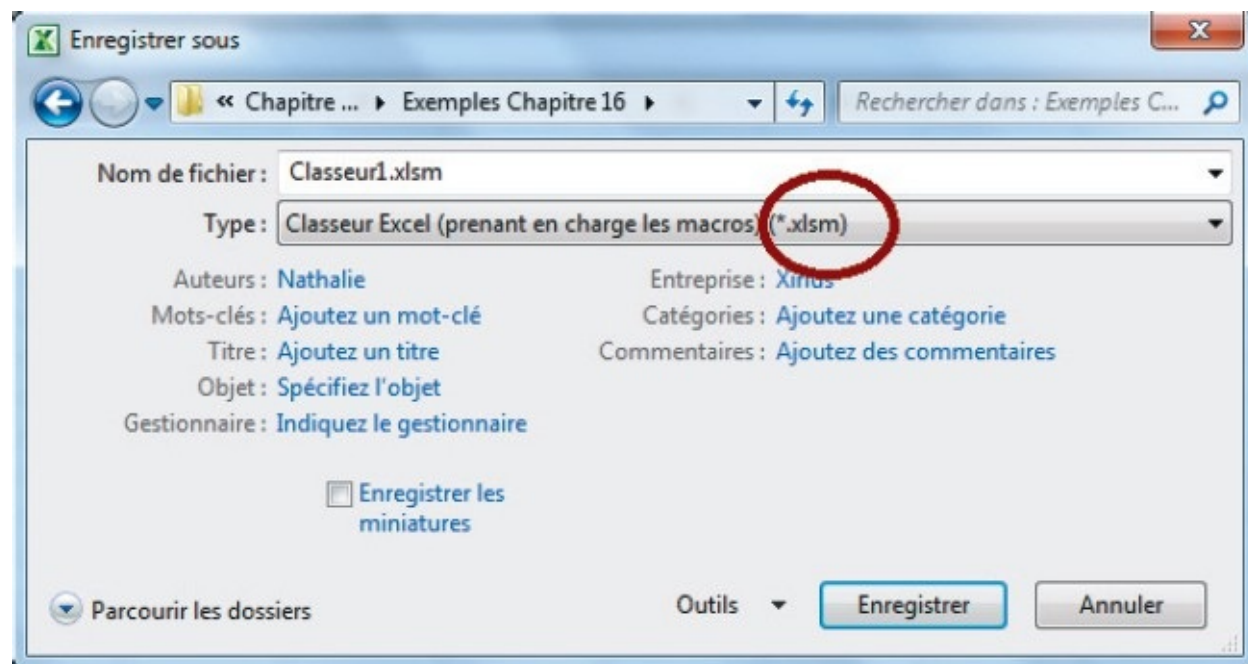 Enregistrer sous
« Chapitre ... Exemples Chapitre 16 Rechercher dans : Exemples C...
Nom de fichier : Classeur1.xlsm
Type : Classeur Excel (prenant en charge les macros) (*.xlsm)
Auteurs : Nathalie Entreprise : Xirius
Mots-clés : Ajoutez un mot-clé Catégories : Ajoutez une catégorie
Titre : Ajoutez un titre Commentaires : Ajoutez des commentaires
Objet : Spécifiez l'objet
Gestionnaire : Indiquez le gestionnaire
Enregistrer les
miniatures
Parcourir les dossiers Outils Enregistrer Annuler